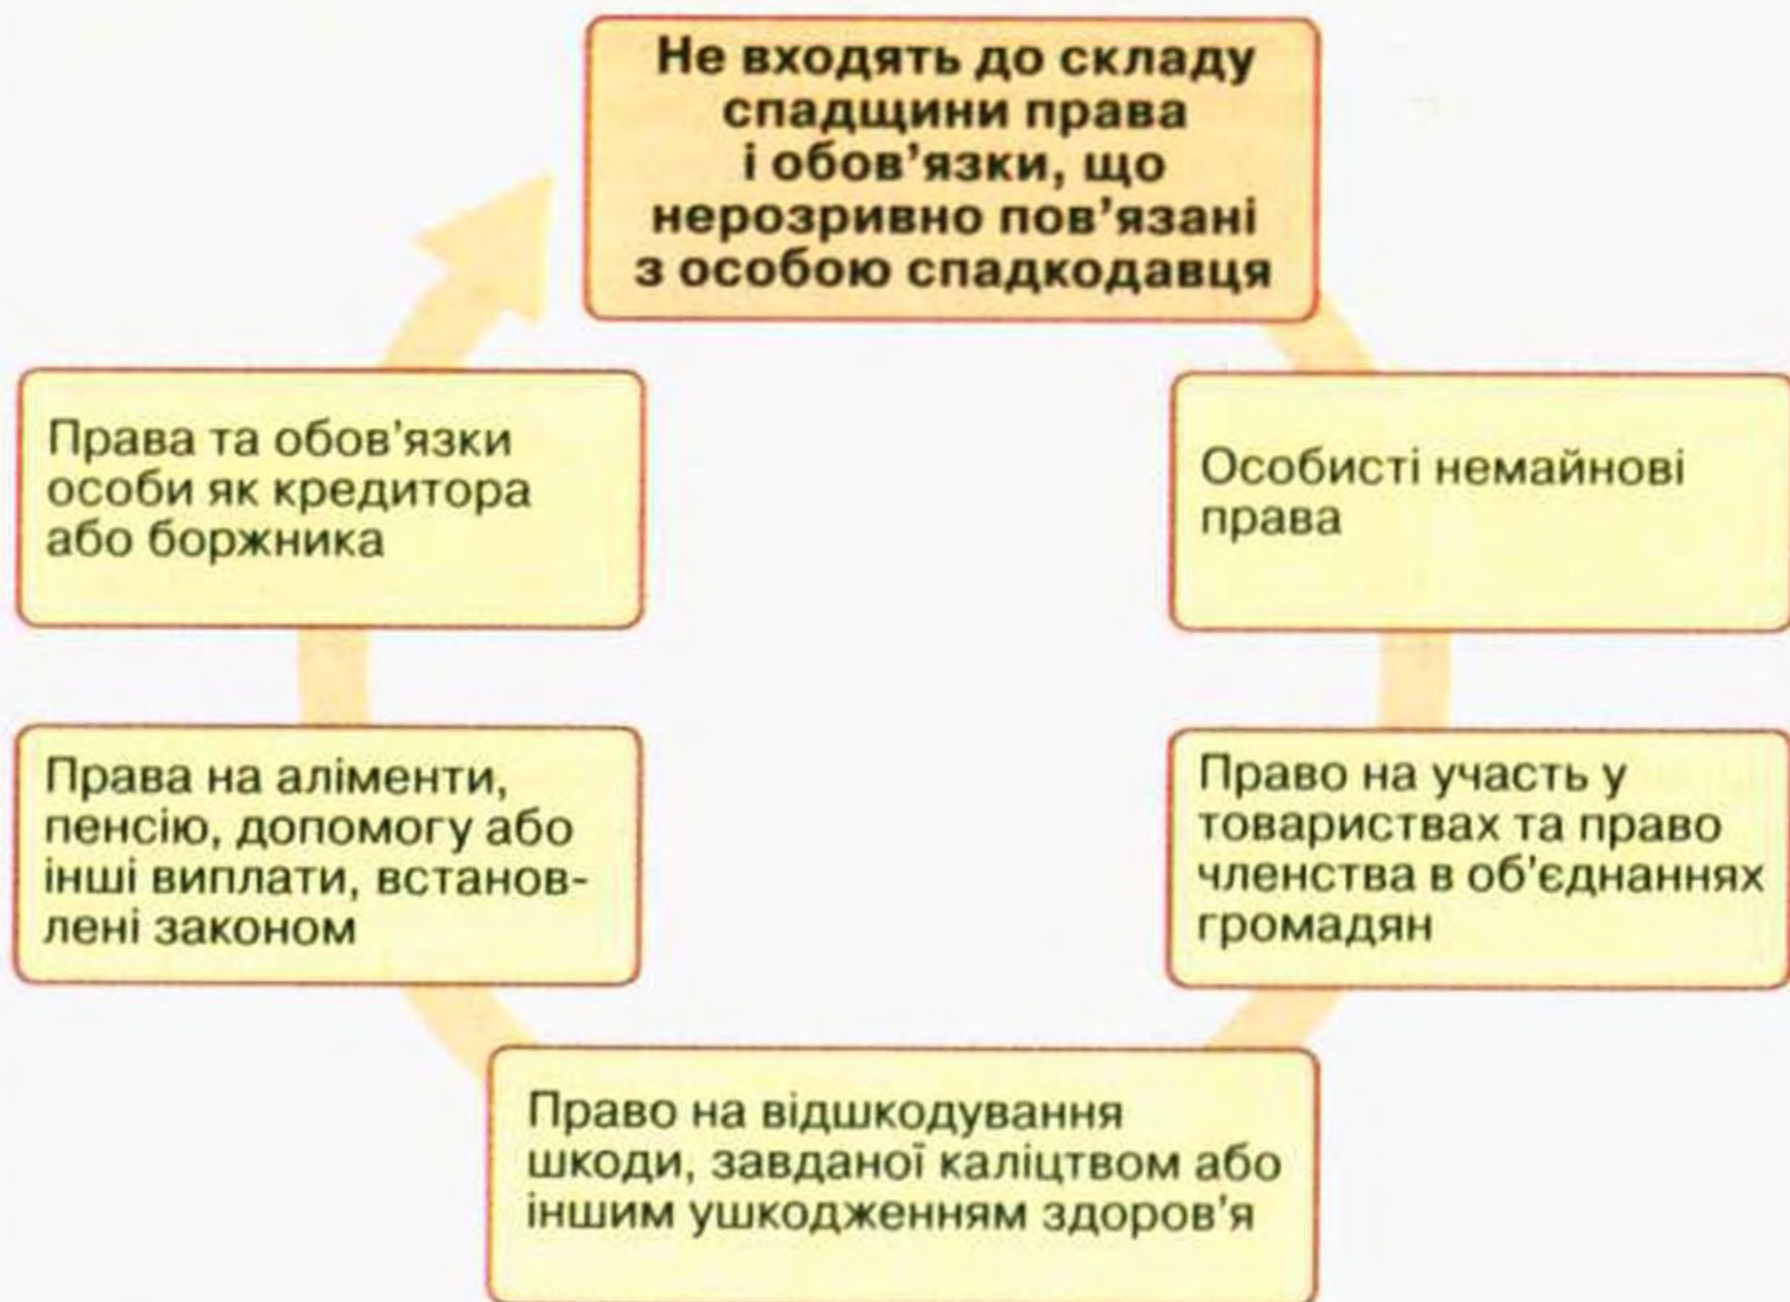 Не входять до складу
спадщини права
і обов’язки, що
нерозривно пов’язані
з особою спадкодавця
Особисті немайнові
права
Право на участь у
товариствах та право
членства в об’єднаннях
громадян
Право на відшкодування
шкоди, завданої каліцтвом або
іншим ушкодженням здоров’я
Права на аліменти,
пенсію, допомогу або
інші виплати, встанов-
лені законом
Права та обов’язки
особи як кредитора
або боржника